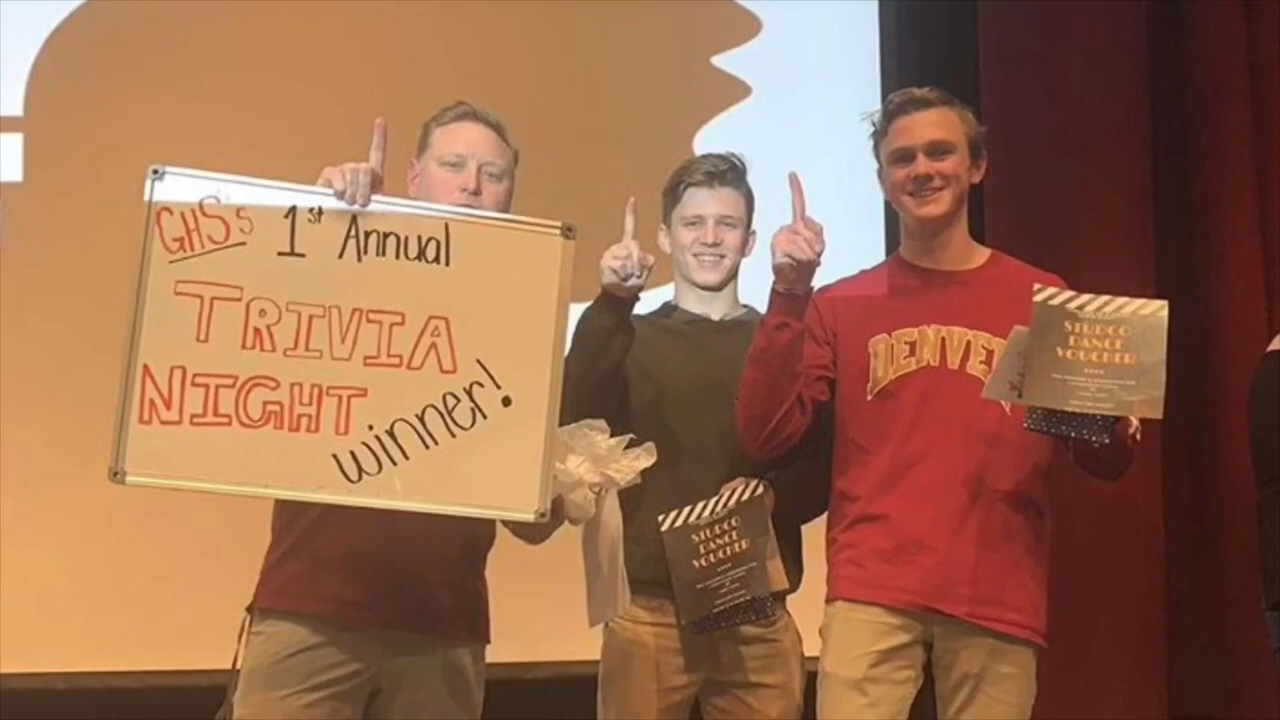 GHS's 1st Annual
TRIVIA
NIGHT
winner!
STUDCO
DANCE
VOUCHER
DENVER
STUDCO
DANCE
VOUCHER